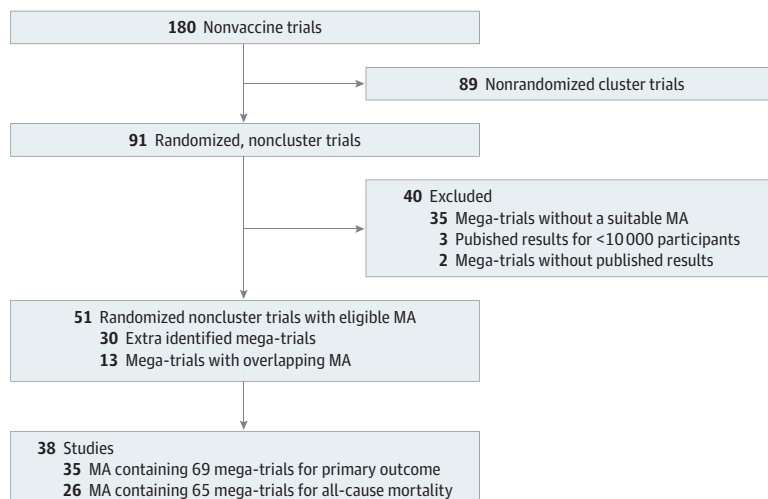 180 Nonvaccine trials
89 Nonrandomized cluster trials
91 Randomized, noncluster trials
40 Excluded
35 Mega-trials without a suitable MA
3 Pubished results for <10 000 participants
2 Mega-trials without published results
51 Randomized noncluster trials with eligible MA
30 Extra identified mega-trials
13 Mega-trials with overlapping MA
38 Studies
35 MA containing 69 mega-trials for primary outcome
26 MA containing 65 mega-trials for all-cause mortality